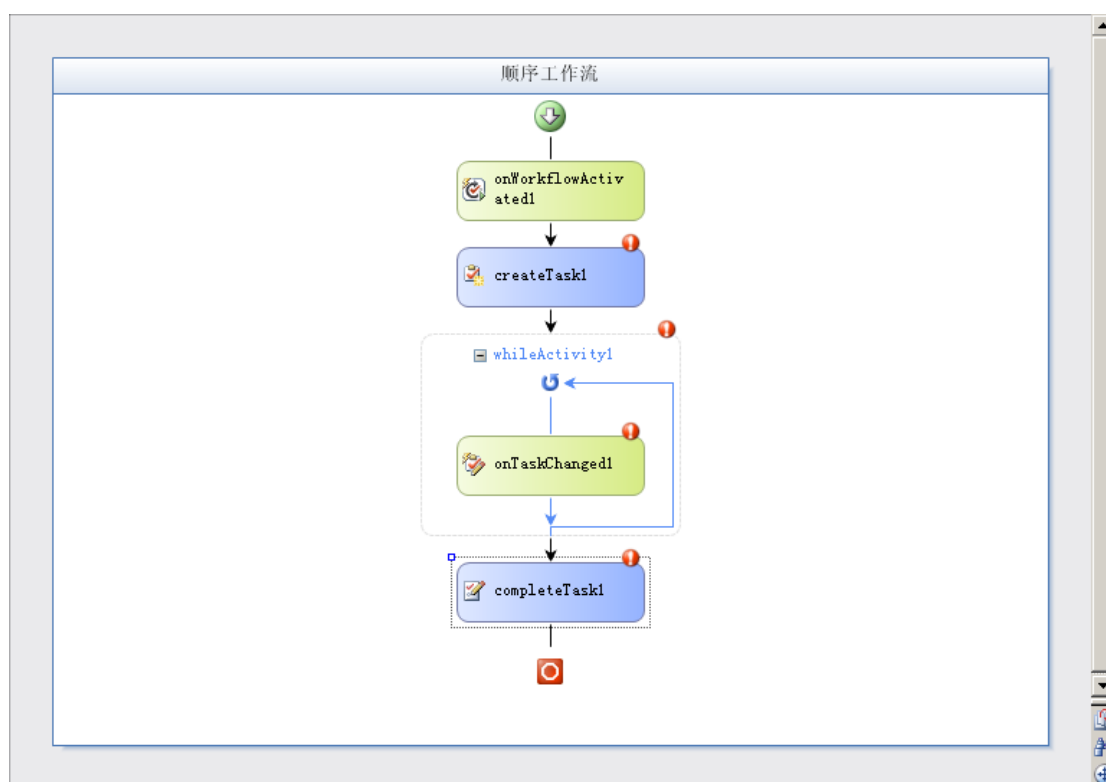 顺序工作流
onWorkflowActiv
ated1
createTask1
whileActivity1
onTaskChanged1
completeTask1